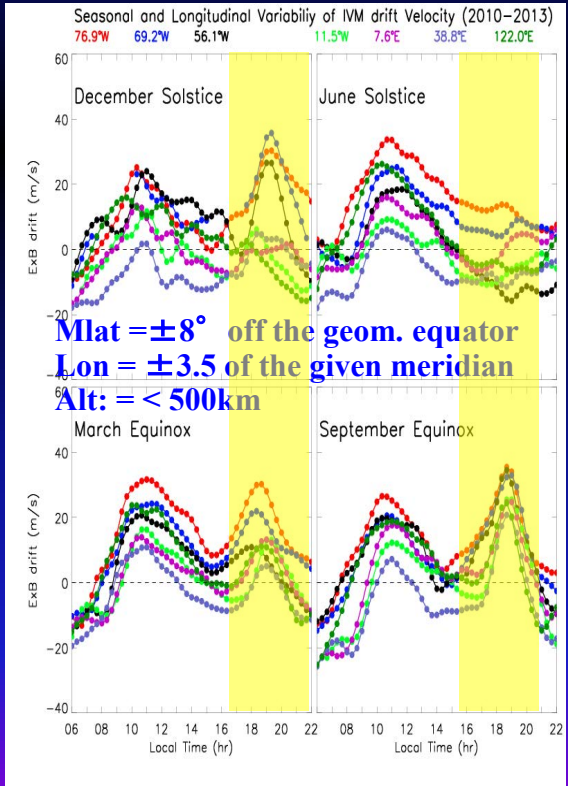 Seasonal and Longitudinal Variabiliy of IVM drift Velocity (2010-2013)
76.9°W 69.2°W 56.1°W 11.5°W 7.6°E 38.8°E 122.0°E
60
December Solstice June Solstice
40
20
0
-20
ExB drift (m/s)
Mlat =±8° off the geom. equator
Lon = ±3.5 of the given meridian
Alt: = < 500km
-40
60
March Equinox September Equinox
40
20
0
-20
-40
ExB drift (m/s)
06 08 10 12 14 16 18 20 22 08 10 12 14 16 18 20 22
Local Time (hr) Local Time (hr)